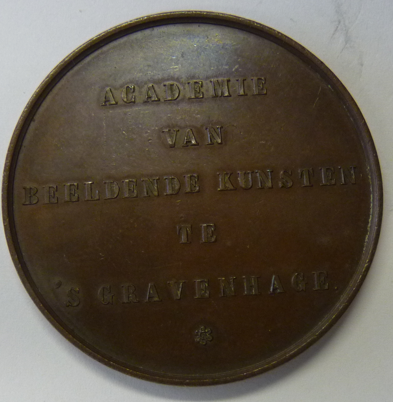 ACADEMIE
VAN
BEELDENDE KUNSTEN
TE
'S GRAVENHAGE.